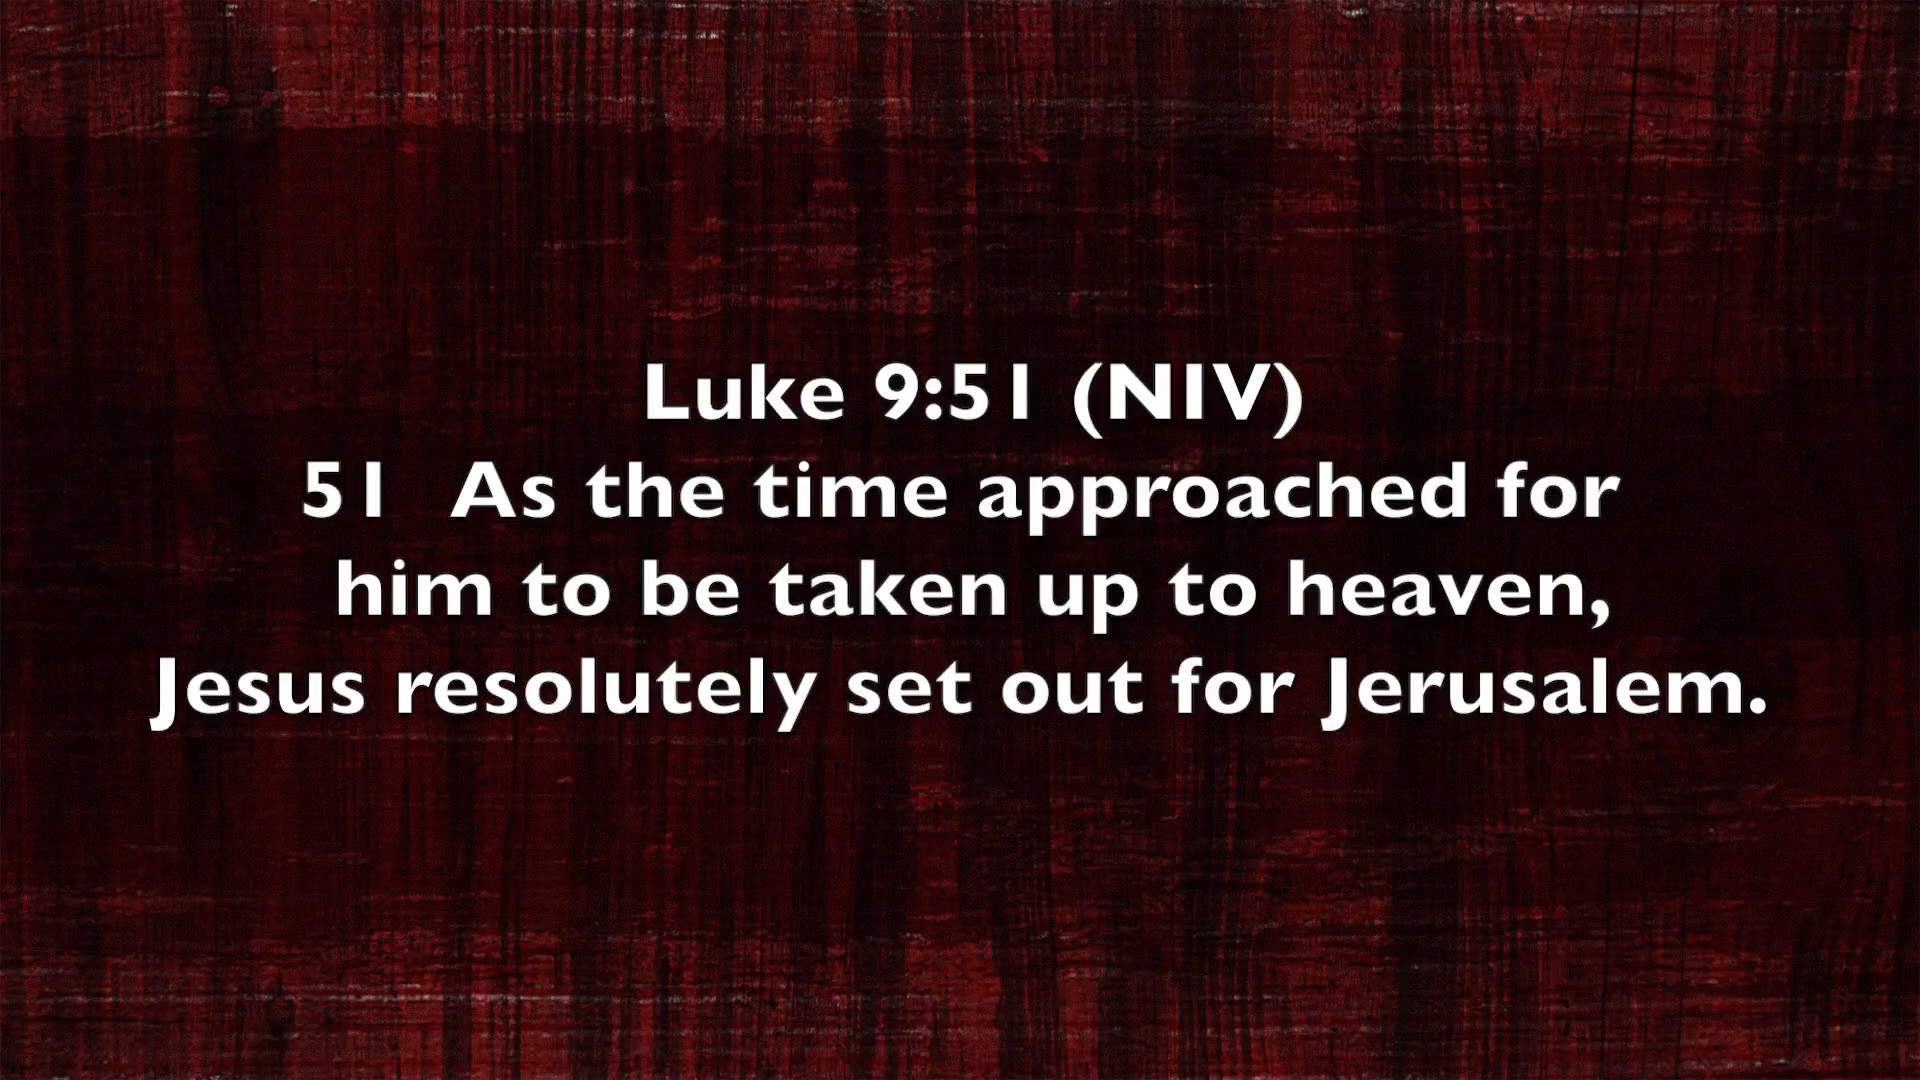 Luke 9:51 (NIV)
51 As the time approached for
him to be taken up to heaven,
Jesus resolutely set out for Jerusalem.